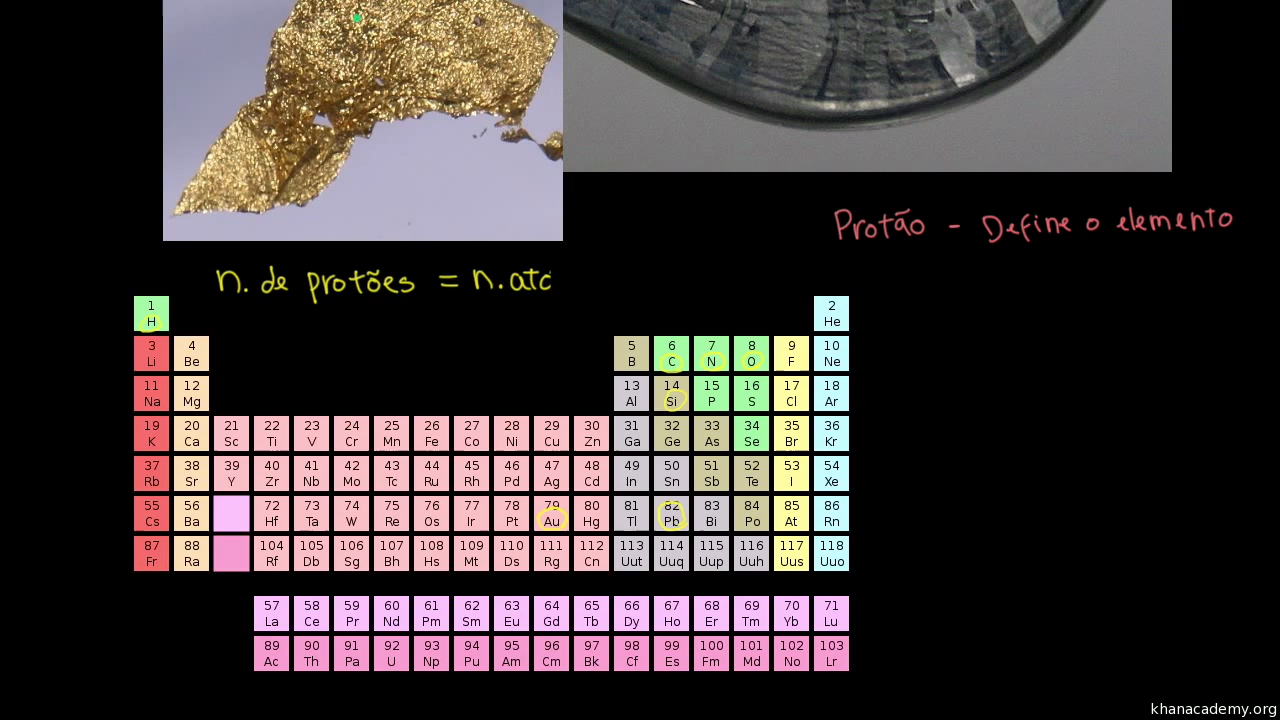 Protão - Define o elemento
n. de protões = n. ató
1 2
H He
3 4 5 6 7 8 9 10
Li Be B C N O F Ne
11 12 13 14 15 16 17 18
Na Mg Al Si P S Cl Ar
19 20 21 22 23 24 25 26 27 28 29 30 31 32 33 34 35 36
K Ca Sc Ti V Cr Mn Fe Co Ni Cu Zn Ga Ge As Se Br Kr
37 38 39 40 41 42 43 44 45 46 47 48 49 50 51 52 53 54
Rb Sr Y Zr Nb Mo Tc Ru Rh Pd Ag Cd In Sn Sb Te I Xe
55 56 72 73 74 75 76 77 78 79 80 81 82 83 84 85 86
Cs Ba Hf Ta W Re Os Ir Pt Au Hg Tl Pb Bi Po At Rn
87 88 104 105 106 107 108 109 110 111 112 113 114 115 116 117 118
Fr Ra Rf Db Sg Bh Hs Mt Ds Rg Cn Uut Uuq Uup Uuh Uus Uuo
57 58 59 60 61 62 63 64 65 66 67 68 69 70 71
La Ce Pr Nd Pm Sm Eu Gd Tb Dy Ho Er Tm Yb Lu
89 90 91 92 93 94 95 96 97 98 99 100 101 102 103
Ac Th Pa U Np Pu Am Cm Bk Cf Es Fm Md No Lr
khanacademy.org